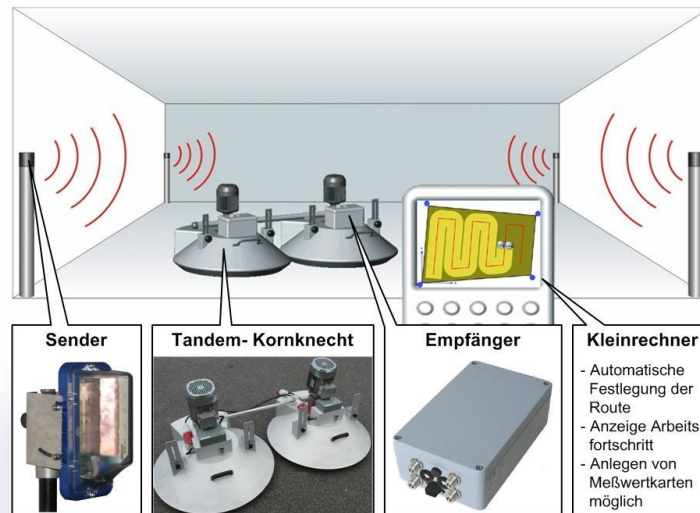 Sender
Tandem- Kornknecht
Empfänger
Kleinrechner
- Automatische
Festlegung der
Route
- Anzeige Arbeits
fortschritt
- Anlegen von
Meßwertkarten
möglich